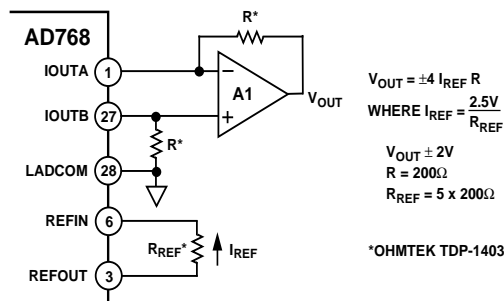 AD768
IOUTA 1
IOUTB 27
LADCOM 28
REFIN 6
REFOUT 3
R*
A1
−
+
VOUT
R*
RREF*
IREF
VOUT = ±4 IREF R
WHERE IREF = 2.5V / RREF
VOUT ± 2V
R = 200Ω
RREF = 5 x 200Ω
*OHMTEK TDP-1403